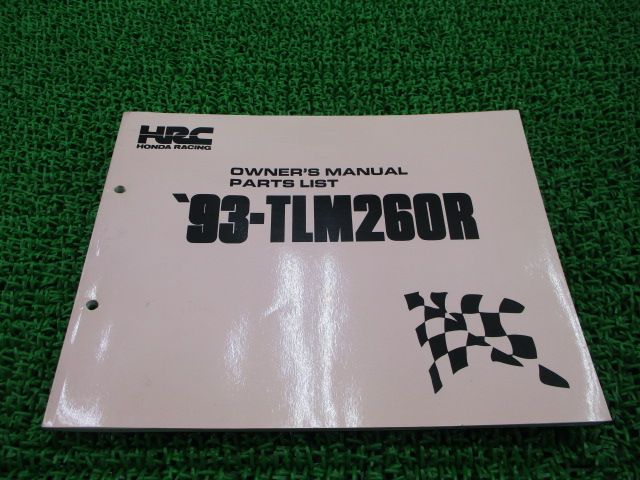 HRC
HONDA RACING
OWNER'S MANUAL
PARTS LIST
'93-TLM260R